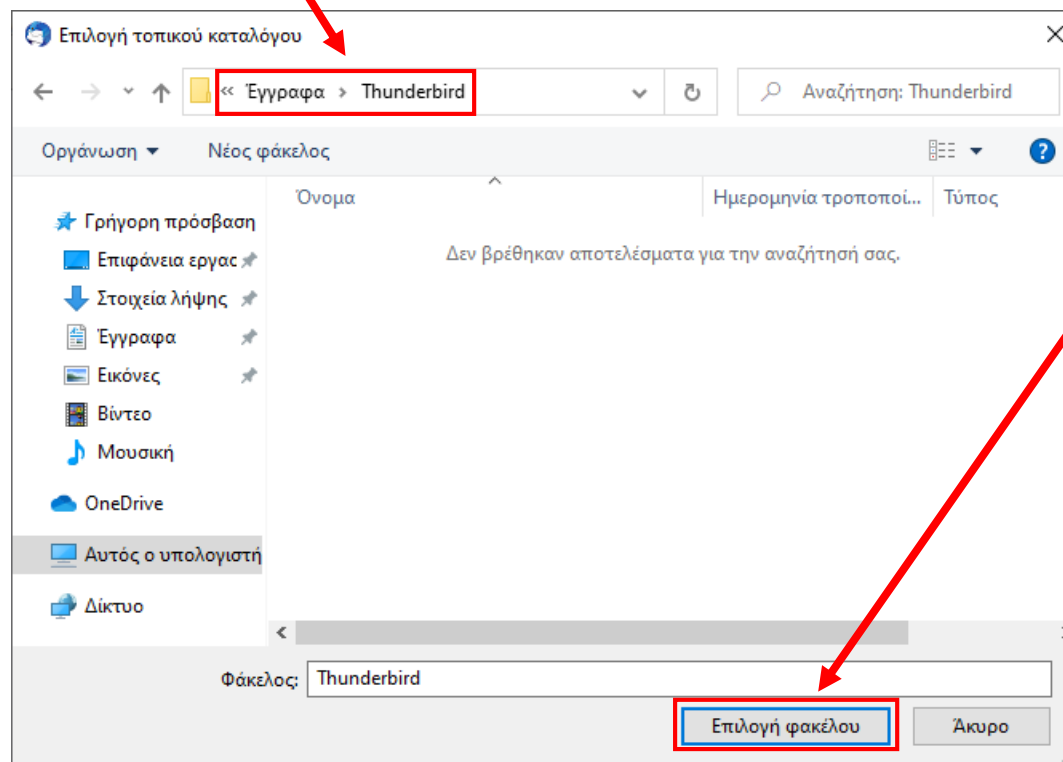 Επιλογή τοπικού καταλόγου
« Έγγραφα › Thunderbird
Αναζήτηση: Thunderbird
Οργάνωση
Νέος φάκελος
Όνομα
Ημερομηνία τροποποί...
Τύπος
Δεν βρέθηκαν αποτελέσματα για την αναζήτησή σας.
Γρήγορη πρόσβαση
Επιφάνεια εργας
Στοιχεία λήψης
Έγγραφα
Εικόνες
Βίντεο
Μουσική
OneDrive
Αυτός ο υπολογιστή
Δίκτυο
Φάκελος: Thunderbird
Επιλογή φακέλου
Άκυρο